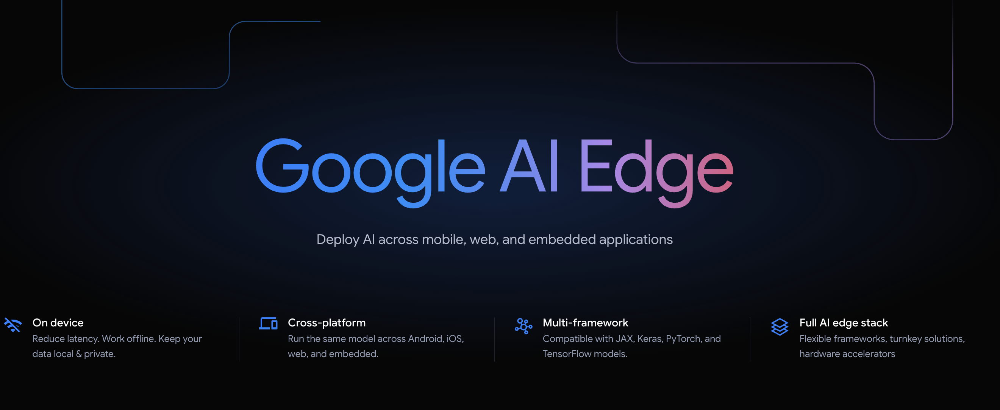 Google AI Edge
Deploy AI across mobile, web, and embedded applications
On device
Reduce latency. Work offline. Keep your
data local & private.
Cross-platform
Run the same model across Android, iOS,
web, and embedded.
Multi-framework
Compatible with JAX, Keras, PyTorch, and
TensorFlow models.
Full AI edge stack
Flexible frameworks, turnkey solutions,
hardware accelerators